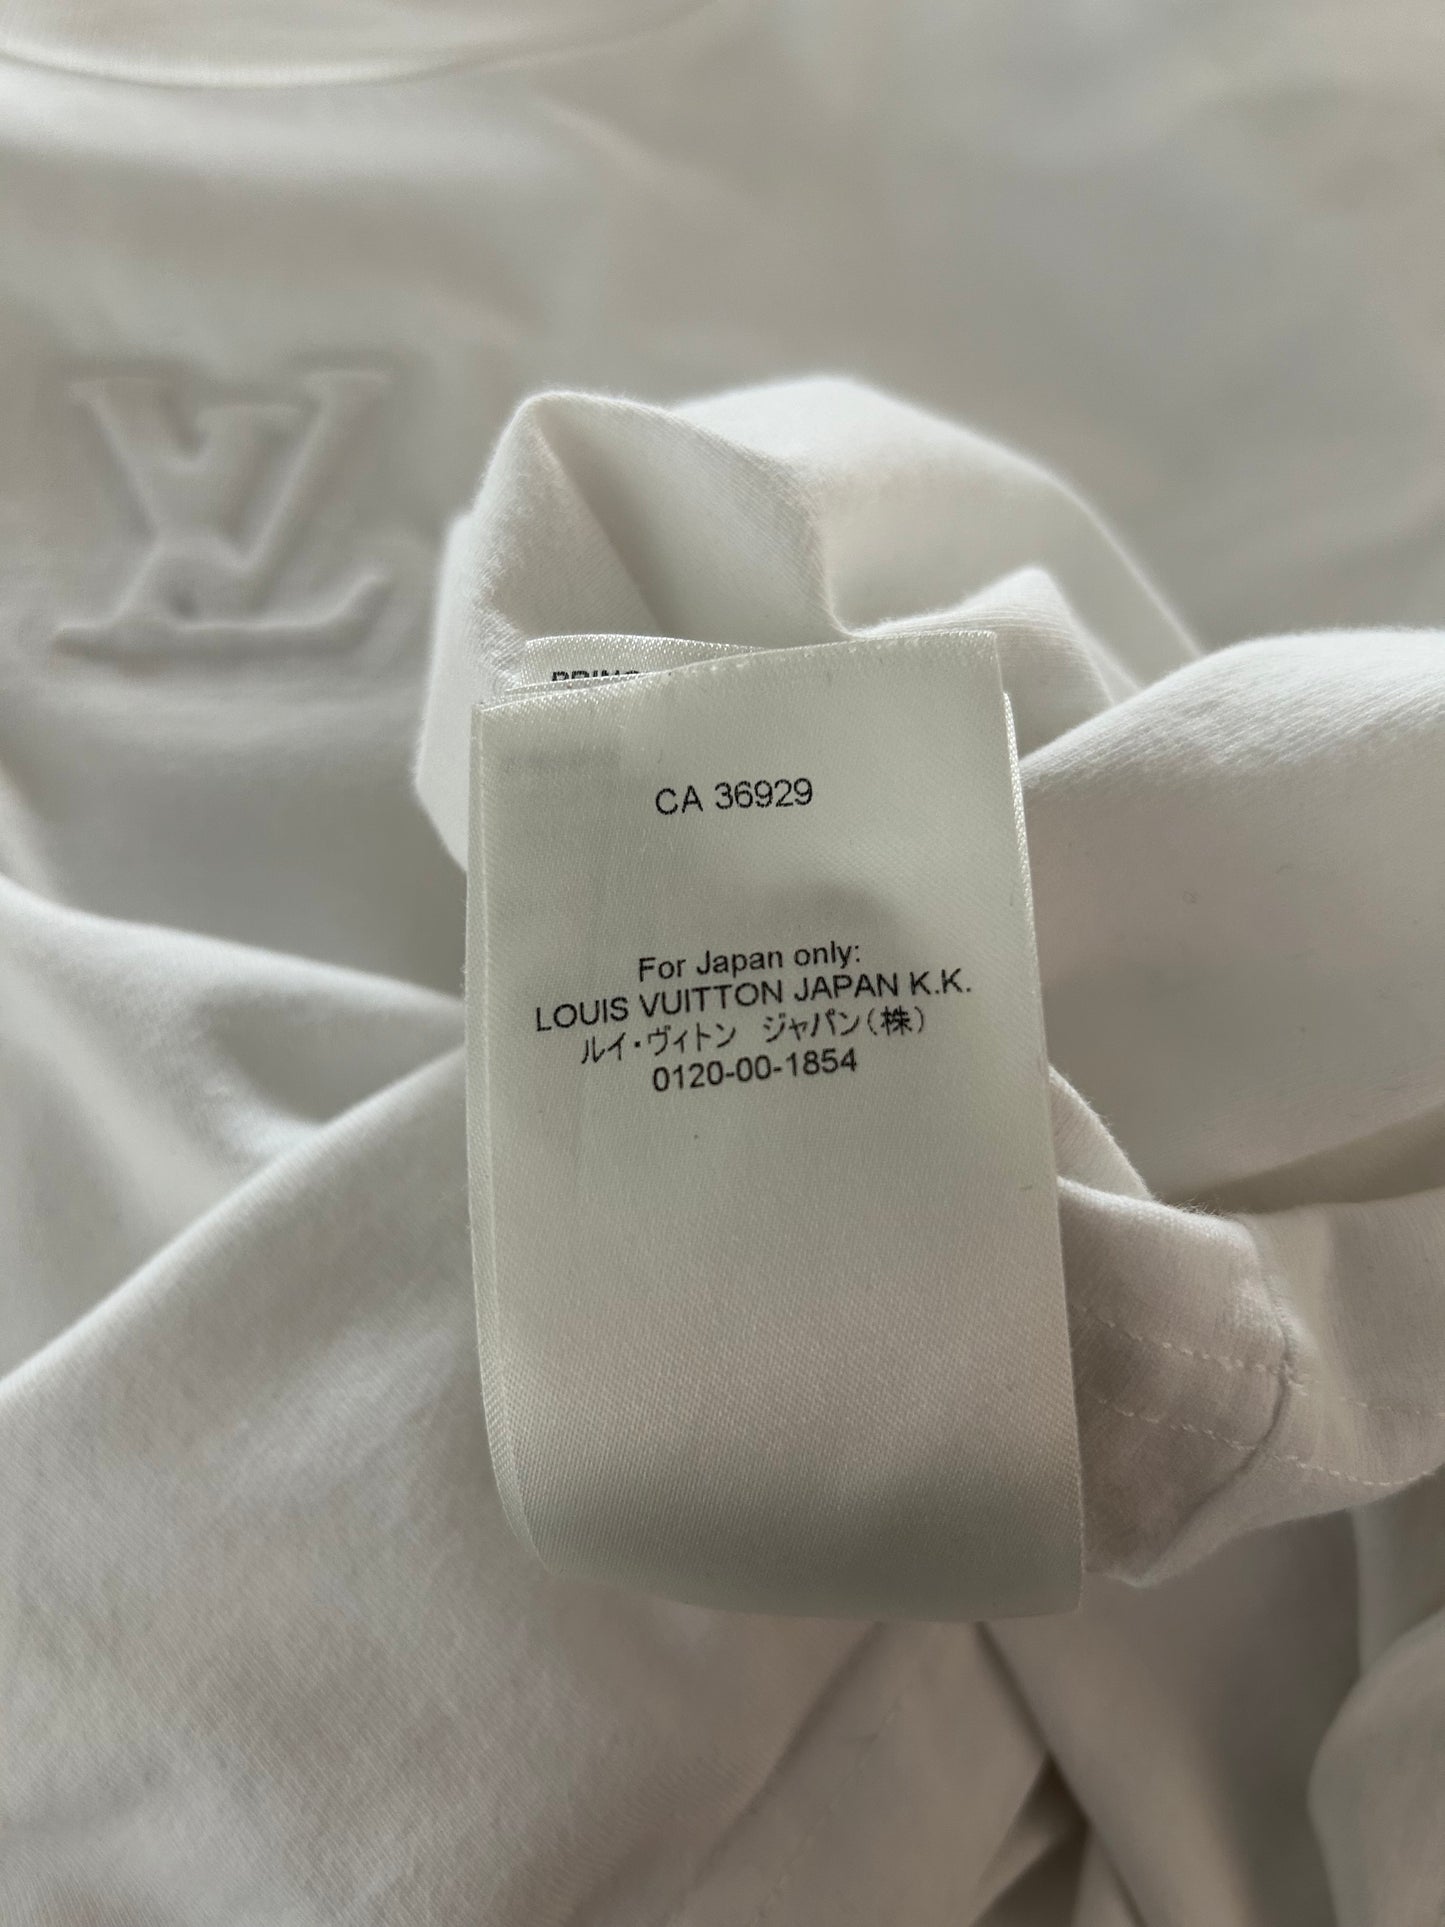 LV
CA 36929
For Japan only:
LOUIS VUITTON JAPAN K.K.
ルイ・ヴィトン ジャパン(株)
0120-00-1854